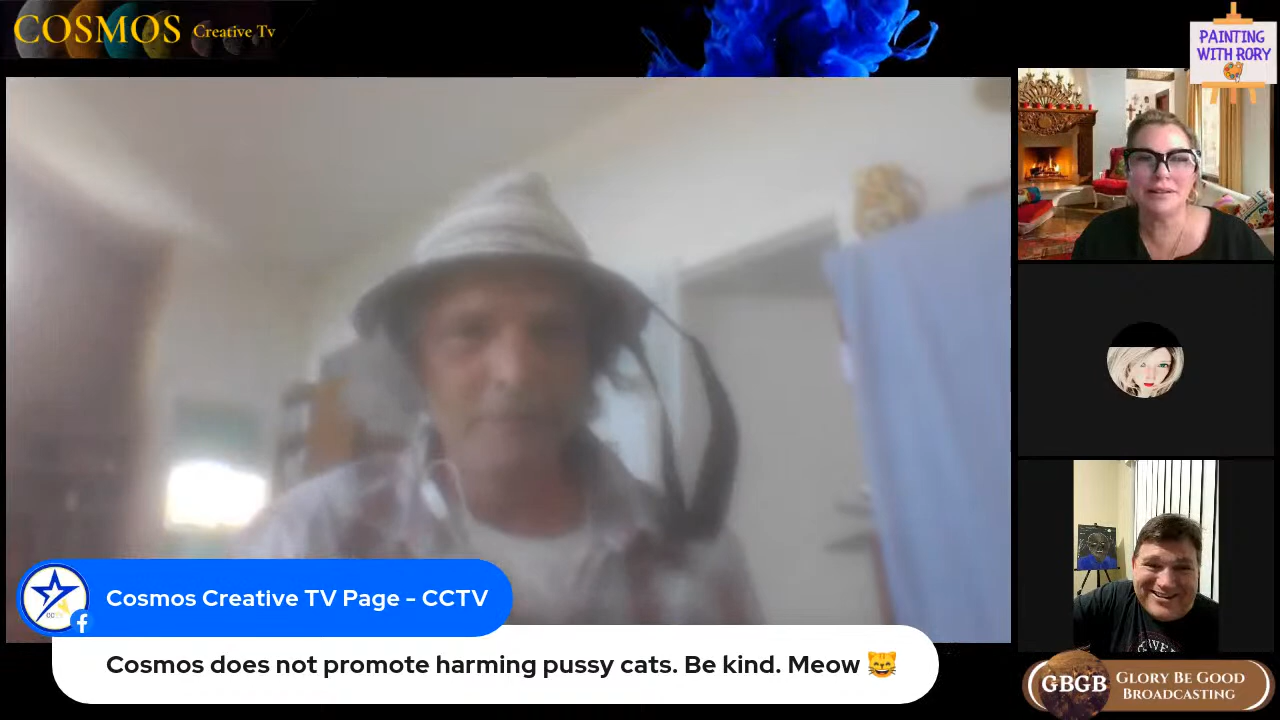 COSMOS Creative Tv
PAINTING
WITH RORY
Cosmos Creative TV Page - CCTV
Cosmos does not promote harming pussy cats. Be kind. Meow 😸
GBGB GLORY BE GOOD
BROADCASTING